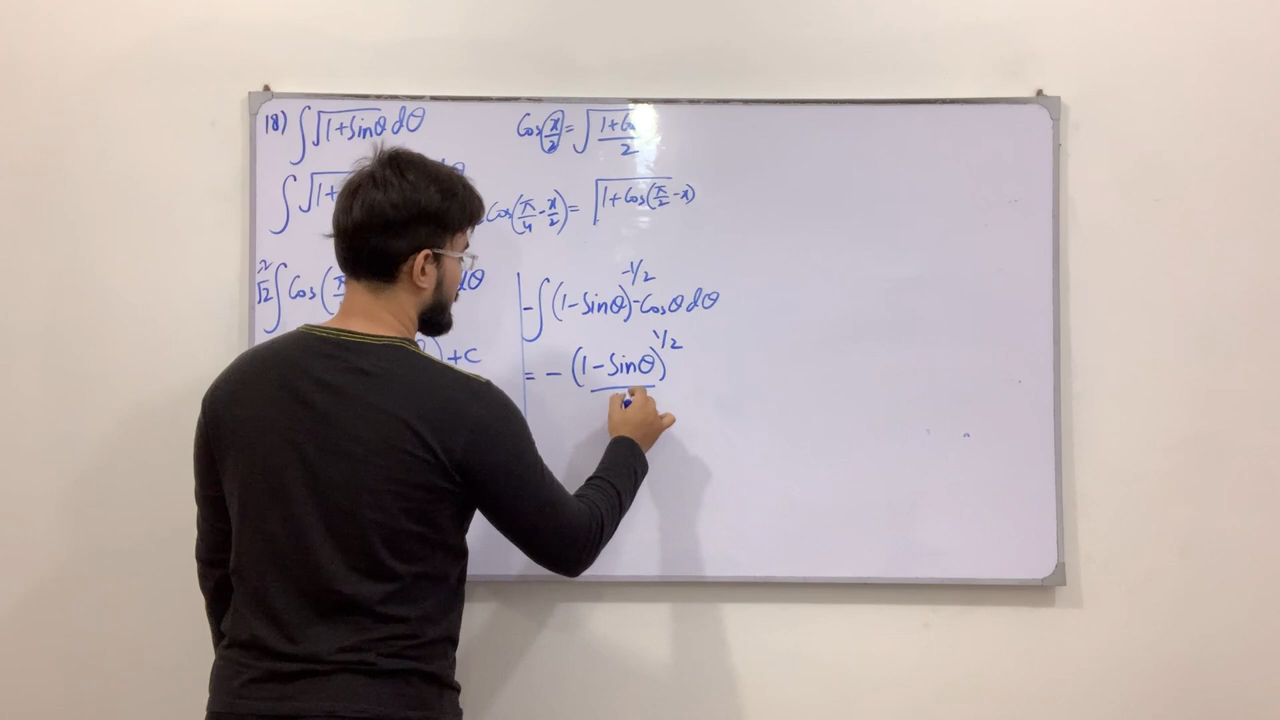 18) ∫√1+Sinθ dθ
∫√1+
√2∫Cos(π dθ
) +C
Cos(x/2) = √1+Co/2
Cos(π/4 - x/2) = √1+Cos(π/2 - x)
-∫(1-Sinθ)^-1/2 -Cosθ dθ
= -(1-Sinθ)^1/2